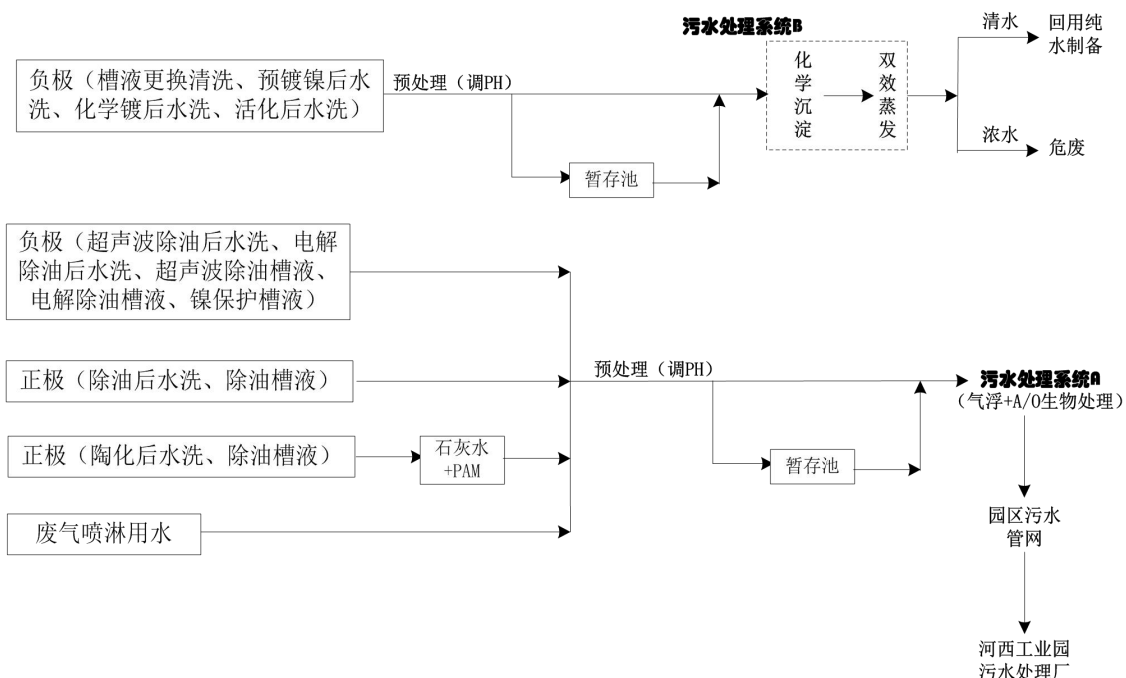 污水处理系统B
清水
回用纯
水制备
负极（槽液更换清洗、预镀镍后水
洗、化学镀后水洗、活化后水洗）
预处理（调PH）
化学沉淀
双效蒸发
浓水
危废
暂存池
负极（超声波除油后水洗、电解
除油后水洗、超声波除油槽液、
电解除油槽液、镍保护槽液）
正极（除油后水洗、除油槽液）
预处理（调PH）
污水处理系统A
（气浮+A/O生物处理）
正极（陶化后水洗、除油槽液）
石灰水
+PAM
暂存池
废气喷淋用水
园区污水
管网
河西工业园
污水处理厂